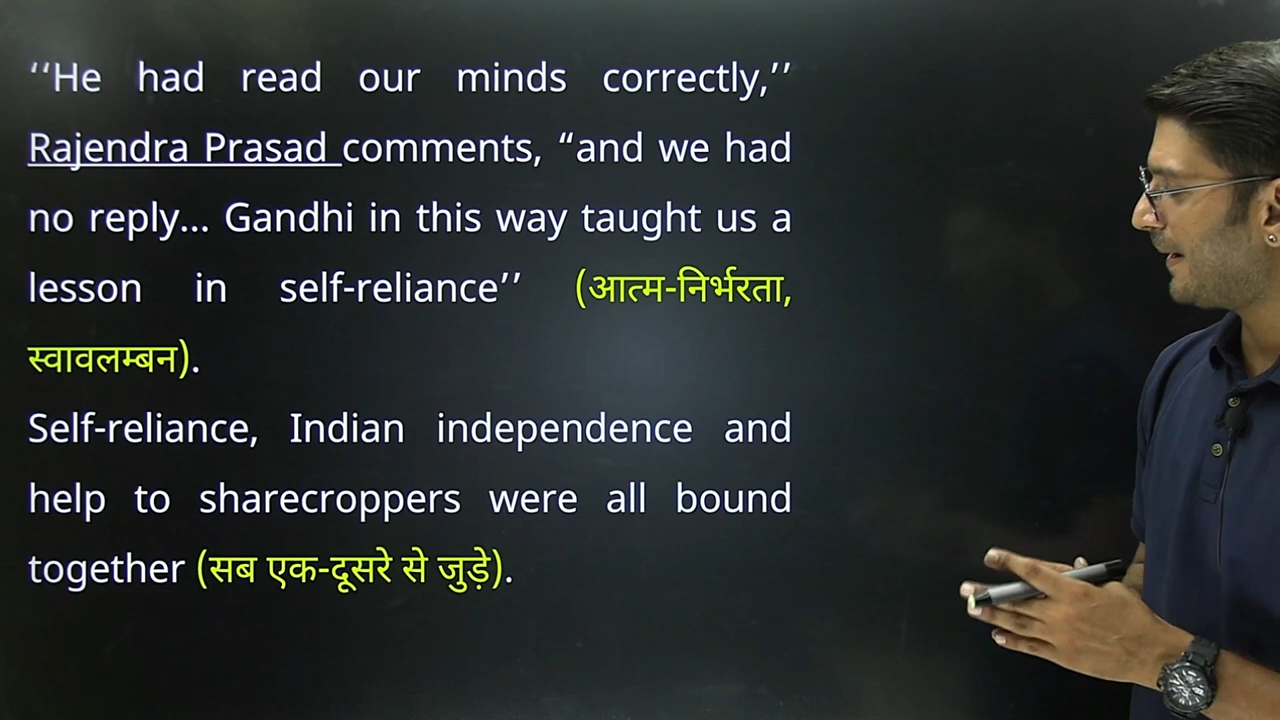 ‘‘He had read our minds correctly,’’
Rajendra Prasad comments, “and we had
no reply... Gandhi in this way taught us a
lesson in self-reliance’’ (आत्म-निर्भरता,
स्वावलम्बन).
Self-reliance, Indian independence and
help to sharecroppers were all bound
together (सब एक-दूसरे से जुड़े).